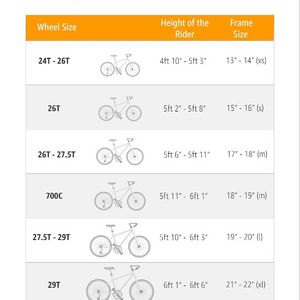 Wheel Size Height of the Rider Frame Size
24T - 26T 4ft 10" - 5ft 3" 13" - 14" (xs)
26T 5ft 2" - 5ft 8" 15" - 16" (s)
26T - 27.5T 5ft 6" - 5ft 11" 17" - 18" (m)
700C 5ft 11" - 6ft 1" 18" - 19" (m)
27.5T - 29T 5ft 10" - 6ft 3" 19" - 20" (l)
29T 6ft 1" - 6ft 6" 21" - 22" (xl)